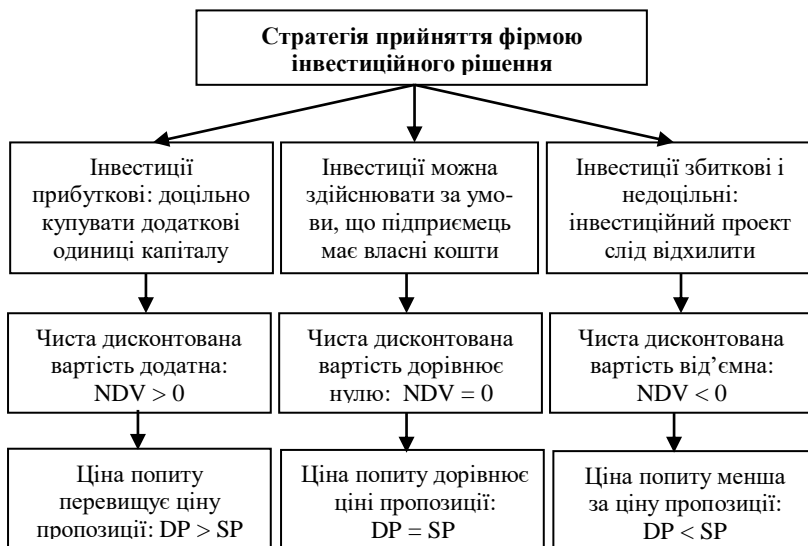 Стратегія прийняття фірмою
інвестиційного рішення
Інвестиції
прибуткові: доцільно
купувати додаткові
одиниці капіталу
Інвестиції можна
здійснювати за умо-
ви, що підприємець
має власні кошти
Інвестиції збиткові і
недоцільні:
інвестиційний проект
слід відхилити
Чиста дисконтована
вартість додатна:
NDV > 0
Чиста дисконтована
вартість дорівнює
нулю: NDV = 0
Чиста дисконтована
вартість від’ємна:
NDV < 0
Ціна попиту
перевищує ціну
пропозиції: DP > SP
Ціна попиту дорівнює
ціні пропозиції:
DP = SP
Ціна попиту менша
за ціну пропозиції:
DP < SP